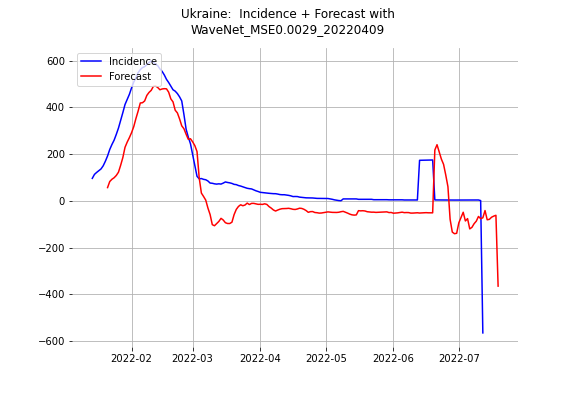 Ukraine:  Incidence + Forecast with
WaveNet_MSE0.0029_20220409
Incidence
Forecast
600
400
200
0
−200
−400
−600
2022-02 2022-03 2022-04 2022-05 2022-06 2022-07